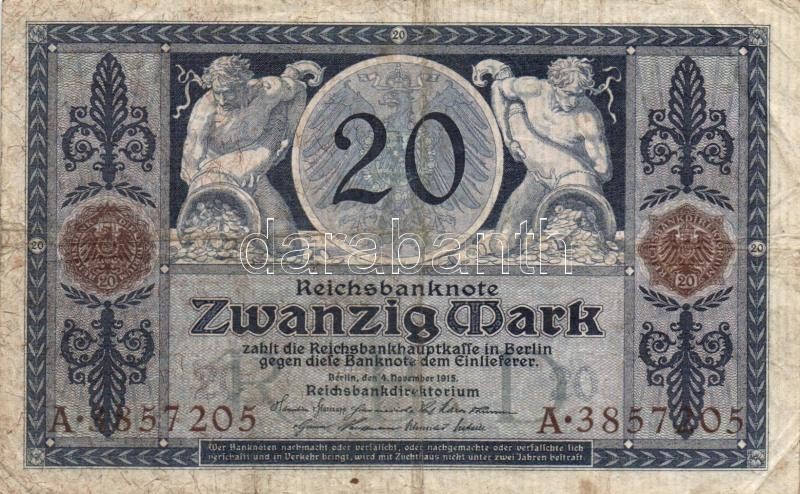 20
20
20
20
20
20
darabanth
Reichsbanknote
Zwanzig Mark
zahlt die Reichsbankhauptkasse in Berlin
gegen diese Banknote dem Einlieferer.
Berlin, den 4. November 1915.
Reichsbankdirektorium
A·3857205
A·3857205
Wer Banknoten nachmacht oder verfälscht, oder nachgemachte oder verfälschte sich
verschafft und in Verkehr bringt, wird mit Zuchthaus nicht unter zwei Jahren bestraft.